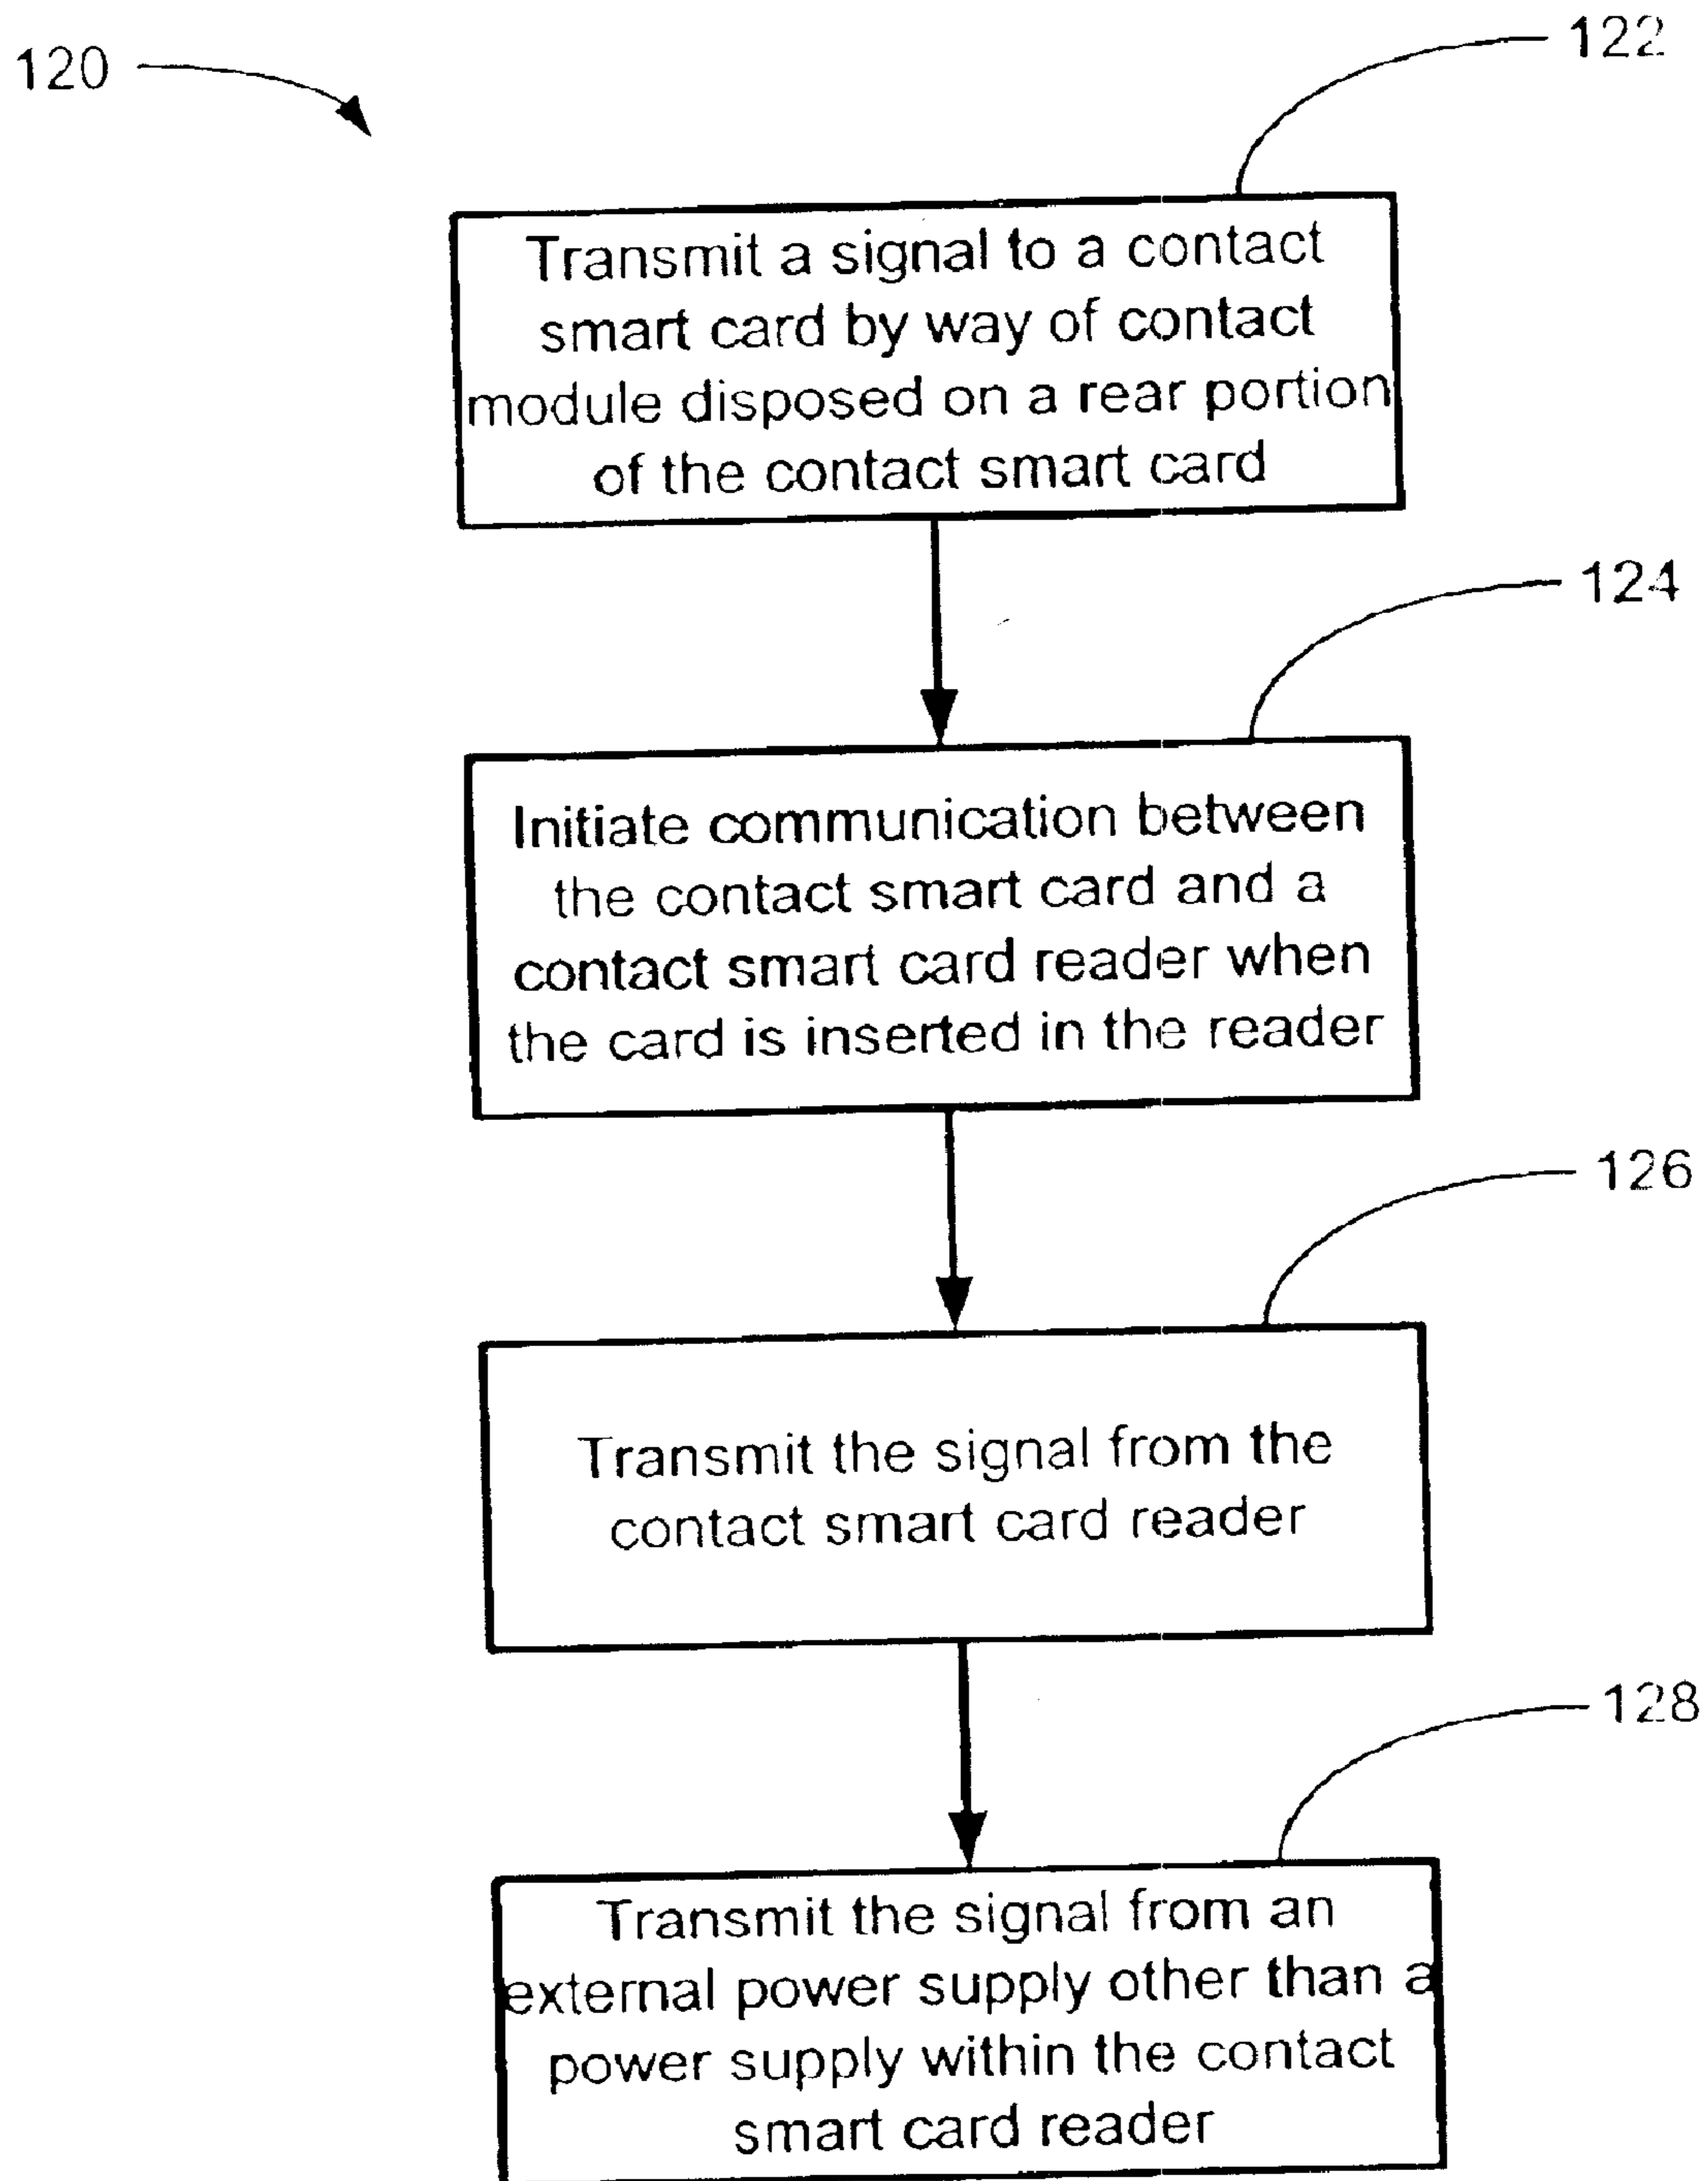 120
122
Transmit a signal to a contact
smart card by way of contact
module disposed on a rear portion
of the contact smart card
124
Initiate communication between
the contact smart card and a
contact smart card reader when
the card is inserted in the reader
126
Transmit the signal from the
contact smart card reader
128
Transmit the signal from an
external power supply other than a
power supply within the contact
smart card reader